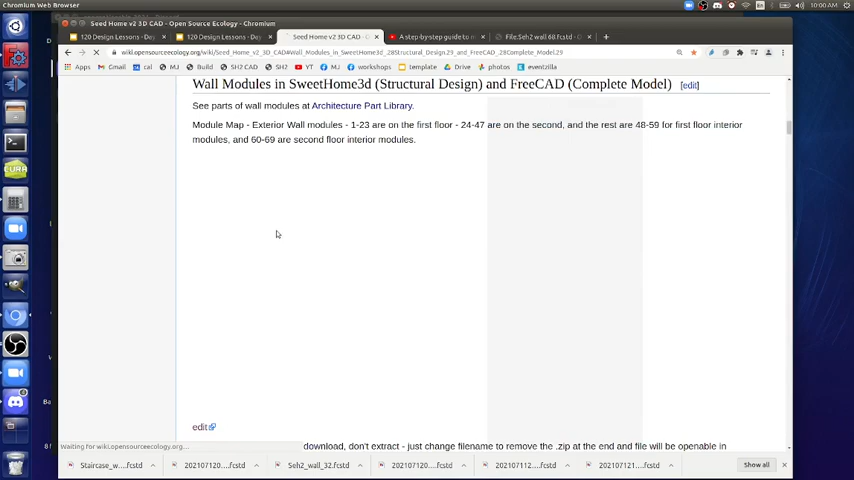 Chromium Web Browser
10:00 AM
Seed Home v2 3D CAD - Open Source Ecology - Chromium
120 Design Lessons - De
120 Design Lessons - De
Seed Home v2 3D CAD
A step-by-step guide to
File:Seh2 wall 68.fcstd
wiki.opensourceecology.org/wiki/Seed_Home_v2_3D_CAD#Wall_Modules_in_SweetHome3d_.28Structural_Design.29_and_FreeCAD_.28Complete_Model.29
Apps
Gmail
cal
MJ
Build
SH2 CAD
SH2
YT
MJ
workshops
template
Drive
photos
eventzilla
Wall Modules in SweetHome3d (Structural Design) and FreeCAD (Complete Model) [edit]
See parts of wall modules at Architecture Part Library.
Module Map - Exterior Wall modules - 1-23 are on the first floor - 24-47 are on the second, and the rest are 48-59 for first floor interior
modules, and 60-69 are second floor interior modules.
edit
download, don't extract - just change filename to remove the .zip at the end and file will be openable in
Waiting for wiki.opensourceecology.org...
Staircase_w....fcstd
202107120....fcstd
Seh2_wall_32.fcstd
202107120....fcstd
202107112....fcstd
202107121....fcstd
Show all
CURA
Ba